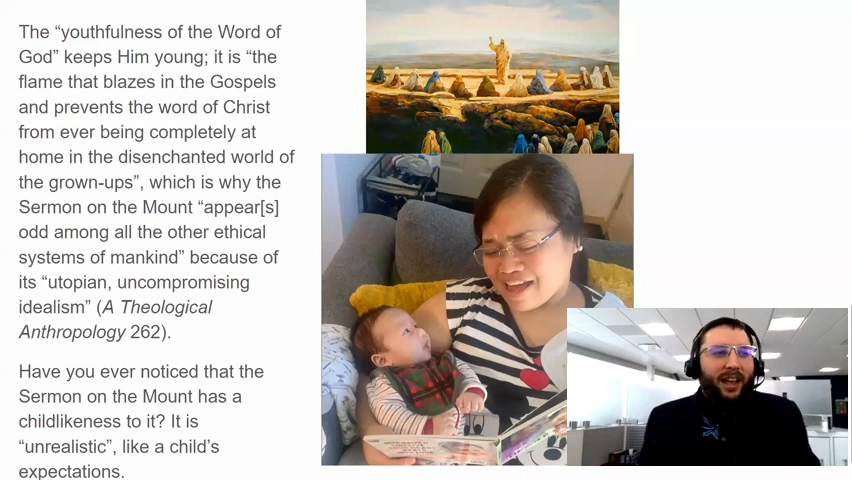 The “youthfulness of the Word of
God” keeps Him young; it is “the
flame that blazes in the Gospels
and prevents the word of Christ
from ever being completely at
home in the disenchanted world of
the grown-ups”, which is why the
Sermon on the Mount “appear[s]
odd among all the other ethical
systems of mankind” because of
its “utopian, uncompromising
idealism” (A Theological
Anthropology 262).
Have you ever noticed that the
Sermon on the Mount has a
childlikeness to it? It is
“unrealistic”, like a child’s
expectations.